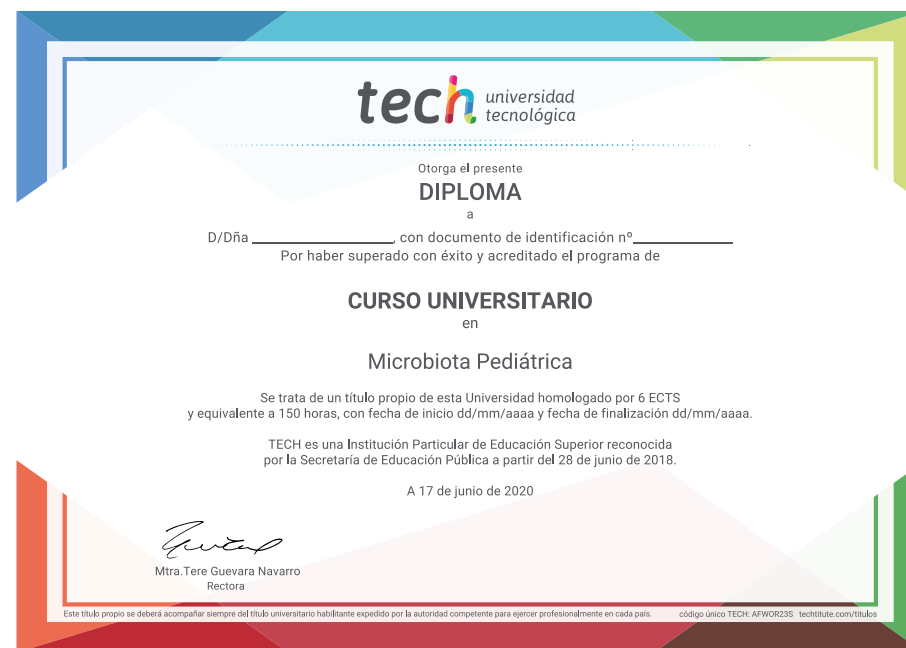 tech universidad
tecnológica
Otorga el presente
DIPLOMA
a
D/Dña ____________________, con documento de identificación nº______________
Por haber superado con éxito y acreditado el programa de
CURSO UNIVERSITARIO
en
Microbiota Pediátrica
Se trata de un título propio de esta Universidad homologado por 6 ECTS
y equivalente a 150 horas, con fecha de inicio dd/mm/aaaa y fecha de finalización dd/mm/aaaa.
TECH es una Institución Particular de Educación Superior reconocida
por la Secretaría de Educación Pública a partir del 28 de junio de 2018.
A 17 de junio de 2020
Mtra.Tere Guevara Navarro
Rectora
Este título propio se deberá acompañar siempre del título universitario habilitante expedido por la autoridad competente para ejercer profesionalmente en cada país. código único TECH: AFWOR23S techtitute.com/titulos